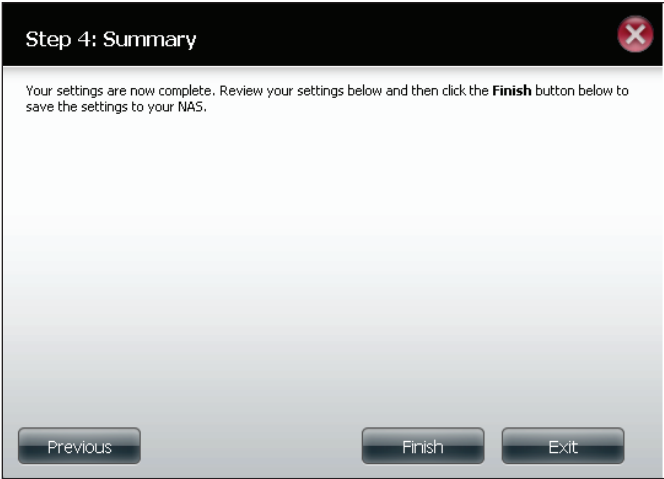 Step 4: Summary
Your settings are now complete. Review your settings below and then click the Finish button below to
save the settings to your NAS.
Previous
Finish
Exit